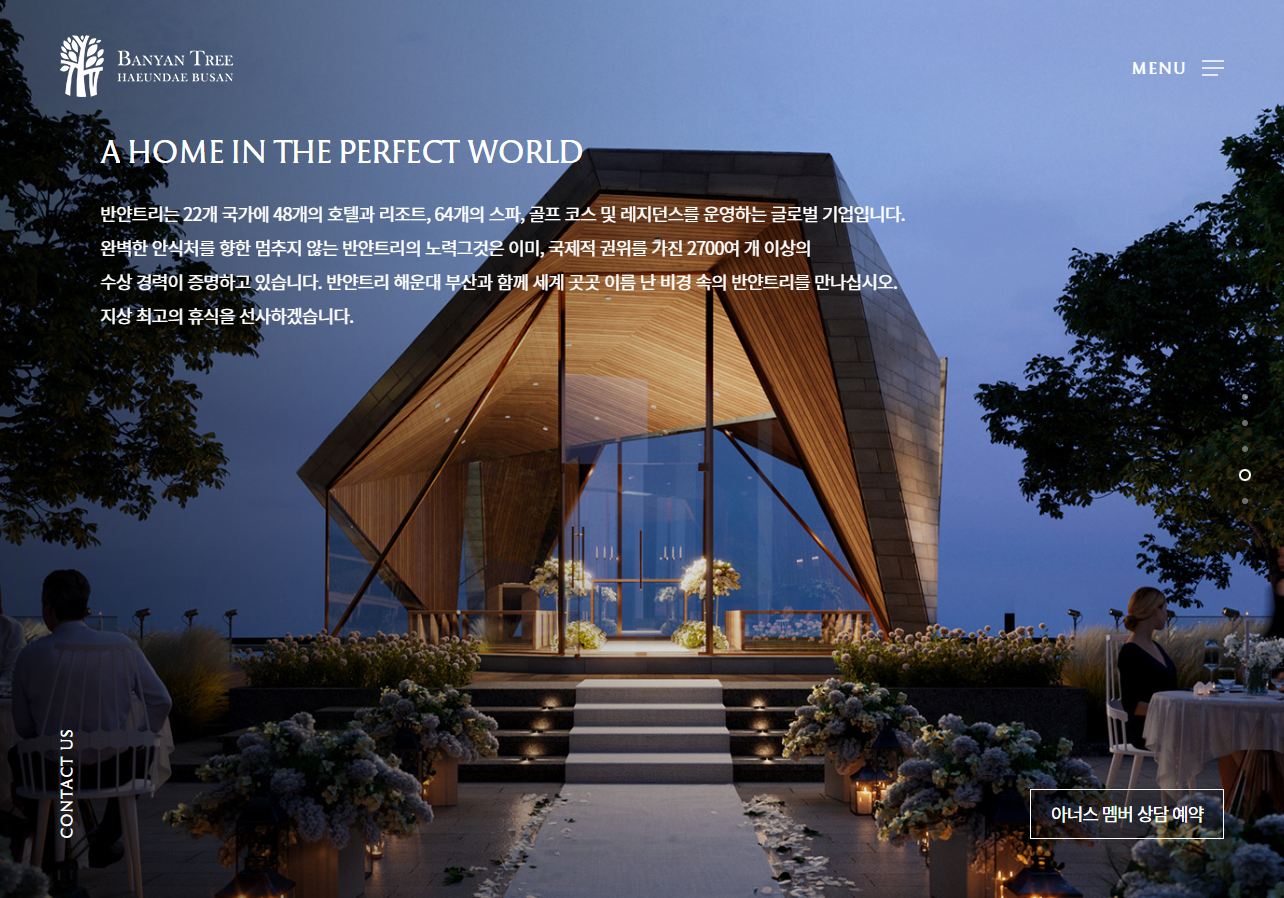 BANYAN TREE
HAEUNDAE BUSAN
MENU
A HOME IN THE PERFECT WORLD
반얀트리는 22개 국가에 48개의 호텔과 리조트, 64개의 스파, 골프 코스 및 레지던스를 운영하는 글로벌 기업입니다.
완벽한 안식처를 향한 멈추지 않는 반얀트리의 노력그것은 이미, 국제적 권위를 가진 2700여 개 이상의
수상 경력이 증명하고 있습니다. 반얀트리 해운대 부산과 함께 세계 곳곳 이름 난 비경 속의 반얀트리를 만나십시오.
지상 최고의 휴식을 선사하겠습니다.
CONTACT US
아너스 멤버 상담 예약